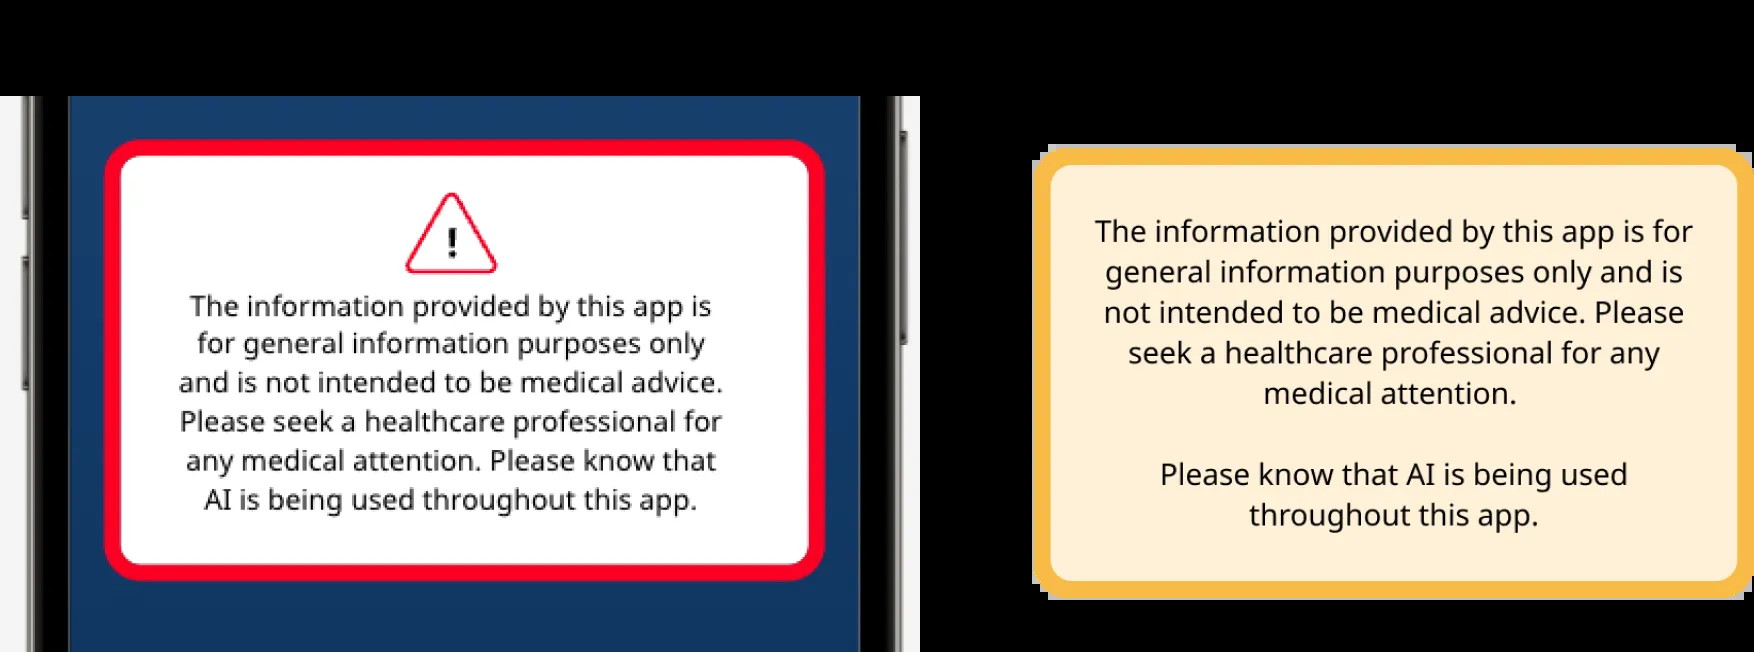 !
The information provided by this app is
for general information purposes only
and is not intended to be medical advice.
Please seek a healthcare professional for
any medical attention. Please know that
AI is being used throughout this app.
The information provided by this app is for
general information purposes only and is
not intended to be medical advice. Please
seek a healthcare professional for any
medical attention.
Please know that AI is being used
throughout this app.